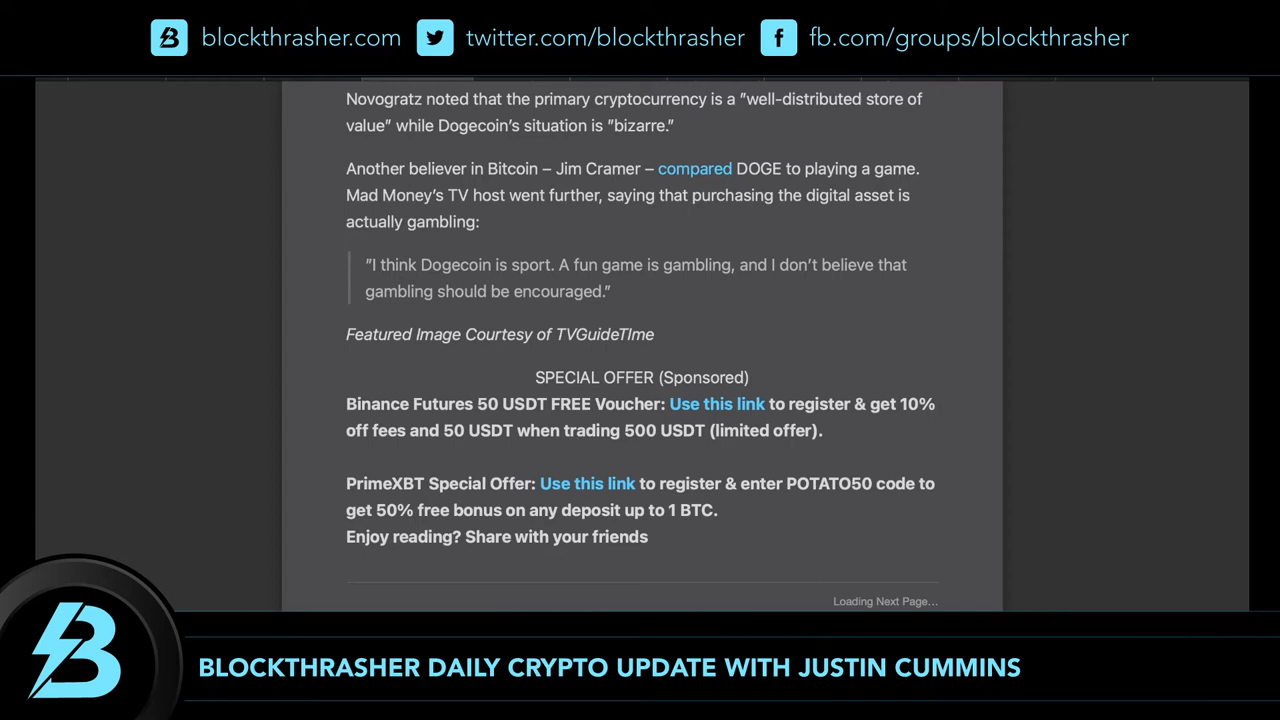 blockthrasher.com twitter.com/blockthrasher fb.com/groups/blockthrasher
Novogratz noted that the primary cryptocurrency is a "well-distributed store of
value" while Dogecoin's situation is "bizarre."
Another believer in Bitcoin – Jim Cramer – compared DOGE to playing a game.
Mad Money's TV host went further, saying that purchasing the digital asset is
actually gambling:
"I think Dogecoin is sport. A fun game is gambling, and I don't believe that
gambling should be encouraged."
Featured Image Courtesy of TVGuideTIme
SPECIAL OFFER (Sponsored)
Binance Futures 50 USDT FREE Voucher: Use this link to register & get 10%
off fees and 50 USDT when trading 500 USDT (limited offer).
PrimeXBT Special Offer: Use this link to register & enter POTATO50 code to
get 50% free bonus on any deposit up to 1 BTC.
Enjoy reading? Share with your friends
Loading Next Page...
BLOCKTHRASHER DAILY CRYPTO UPDATE WITH JUSTIN CUMMINS